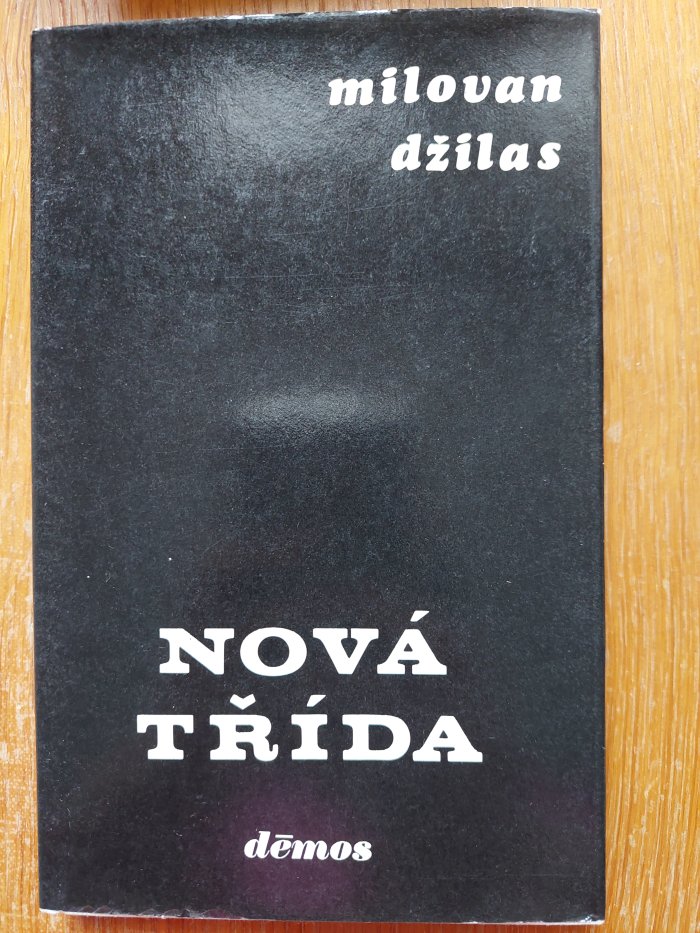 milovan
džilas
NOVÁ
TŘÍDA
dēmos